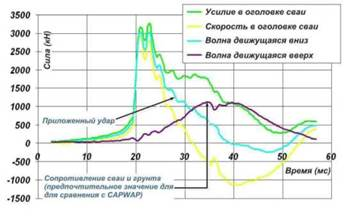 Усилие в оголовке сваи
Скорость в оголовке сваи
Волна движущаяся вниз
Волна движущаяся вверх
Сила (кН)
3500
3000
2500
2000
1500
1000
500
0
-500
-1000
-1500
Приложенный удар
0 10 20 30 40 50 60
Время (мс)
Сопротивление сваи и грунта
(предпочтительное значение для
для сравнения с CAPWAP)